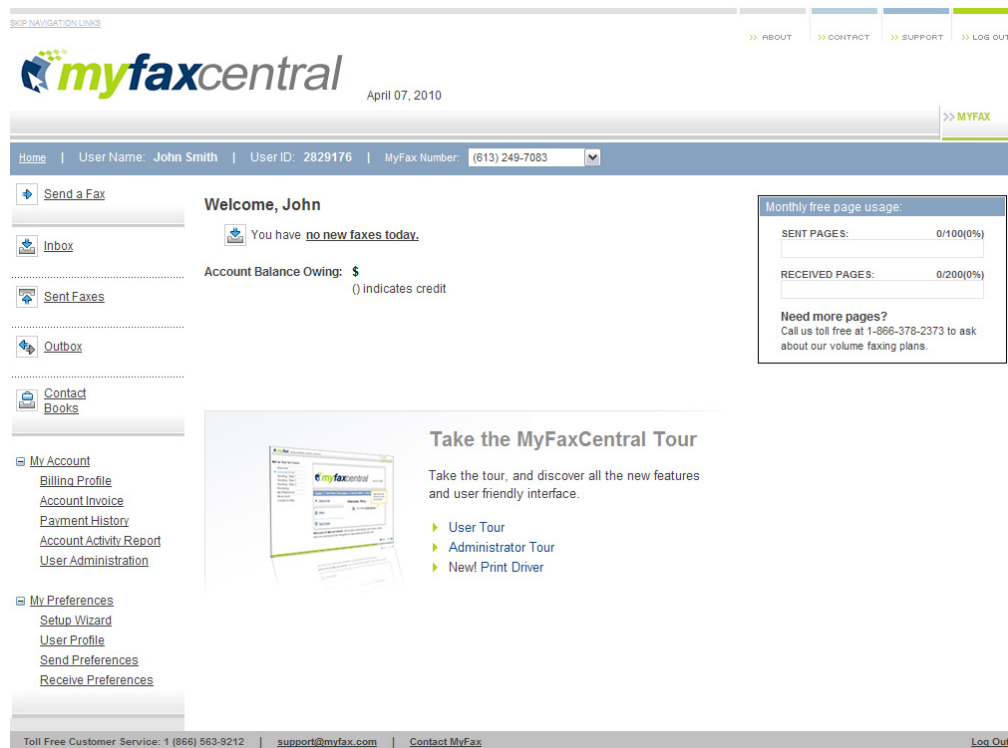 SKIP NAVIGATION LINKS
>> ABOUT
>> CONTACT
>> SUPPORT
>> LOG OUT
myfaxcentral
April 07, 2010
>> MYFAX
Home | User Name: John Smith | User ID: 2829176 | MyFax Number: (613) 249-7083
Send a Fax
Inbox
Sent Faxes
Outbox
Contact
Books
My Account
Billing Profile
Account Invoice
Payment History
Account Activity Report
User Administration
My Preferences
Setup Wizard
User Profile
Send Preferences
Receive Preferences
Welcome, John
You have no new faxes today.
Account Balance Owing: $
() indicates credit
Monthly free page usage:
SENT PAGES: 0/100(0%)
RECEIVED PAGES: 0/200(0%)
Need more pages?
Call us toll free at 1-866-378-2373 to ask
about our volume faxing plans.
myfaxcentral
Take the MyFaxCentral Tour
Take the tour, and discover all the new features
and user friendly interface.
User Tour
Administrator Tour
New! Print Driver
Toll Free Customer Service: 1 (866) 563-9212 | support@myfax.com | Contact MyFax
Log Out